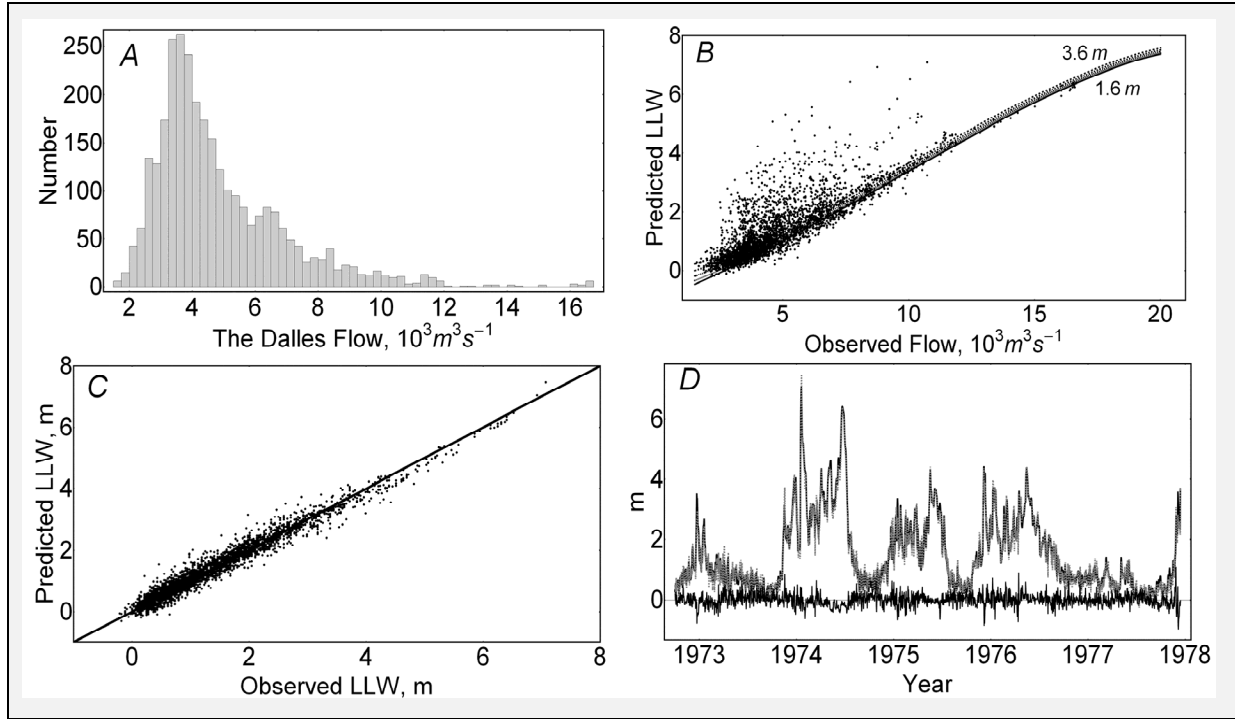 A
250
200
150
100
50
0
Number
2 4 6 8 10 12 14 16
The Dalles Flow, 10³m³s⁻¹
B
8
6
4
2
0
Predicted LLW
3.6 m
1.6 m
5 10 15 20
Observed Flow, 10³m³s⁻¹
C
8
6
4
2
0
Predicted LLW, m
0 2 4 6 8
Observed LLW, m
D
6
4
2
0
m
1973 1974 1975 1976 1977 1978
Year